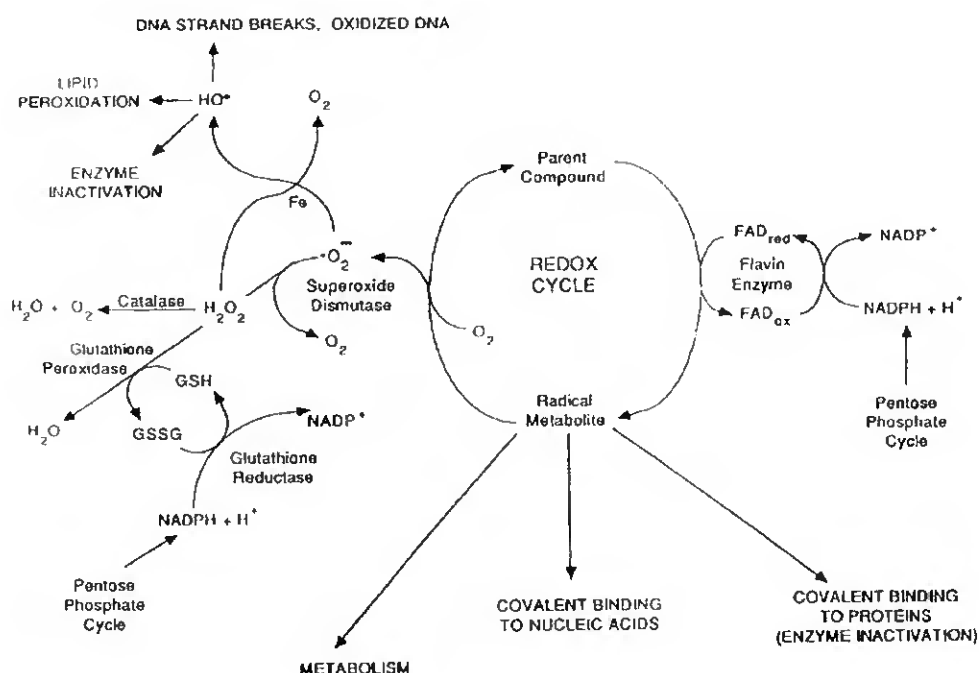 DNA STRAND BREAKS, OXIDIZED DNA
LIPID
PEROXIDATION
HO•
O2
ENZYME
INACTIVATION
Fe
Parent
Compound
•O2−
Superoxide
Dismutase
REDOX
CYCLE
FADred
Flavin
Enzyme
FADox
NADP+
NADPH + H+
H2O + O2
Catalase
H2O2
O2
O2
Glutathione
Peroxidase
GSH
GSSG
H2O
NADP+
Glutathione
Reductase
Radical
Metabolite
Pentose
Phosphate
Cycle
NADPH + H+
Pentose
Phosphate
Cycle
METABOLISM
COVALENT BINDING
TO NUCLEIC ACIDS
COVALENT BINDING
TO PROTEINS
(ENZYME INACTIVATION)